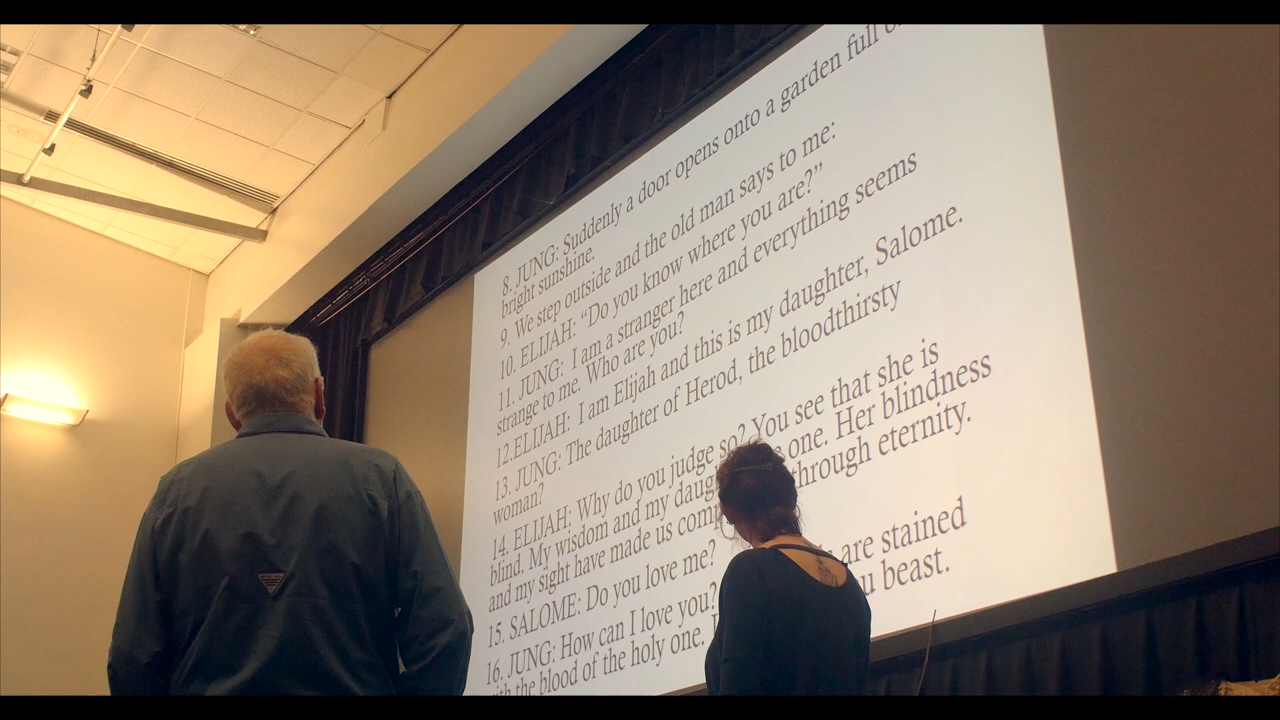 8. JUNG: Suddenly a door opens onto a garden full
bright sunshine.
9. We step outside and the old man says to me:
10. ELIJAH: “Do you know where you are?”
11. JUNG: I am a stranger here and everything seems
strange to me. Who are you?
12.ELIJAH: I am Elijah and this is my daughter, Salome.
13. JUNG: The daughter of Herod, the bloodthirsty
woman?
14. ELIJAH: Why do you judge so? You see that she is
blind. My wisdom and my one. Her blindness
and my sight have made us through eternity.
15. SALOME: Do you love me?
16. JUNG: How can I love you? are stained
with the blood of the holy one. beast.